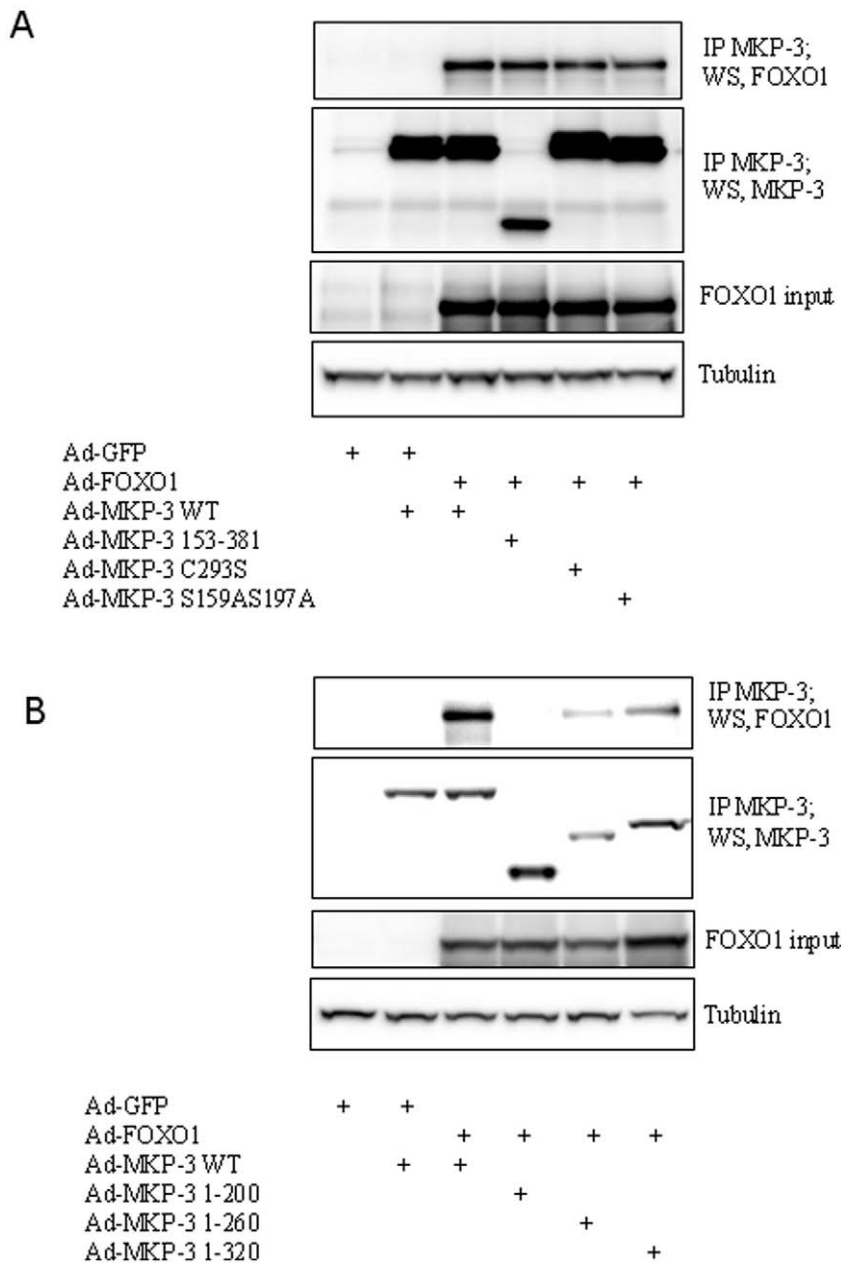 A
IP MKP-3;
WS, FOXO1
IP MKP-3;
WS, MKP-3
FOXO1 input
Tubulin
Ad-GFP + +
Ad-FOXO1 + + + +
Ad-MKP-3 WT + +
Ad-MKP-3 153-381 +
Ad-MKP-3 C293S +
Ad-MKP-3 S159AS197A +
B
IP MKP-3;
WS, FOXO1
IP MKP-3;
WS, MKP-3
FOXO1 input
Tubulin
Ad-GFP + +
Ad-FOXO1 + + + +
Ad-MKP-3 WT + +
Ad-MKP-3 1-200 +
Ad-MKP-3 1-260 +
Ad-MKP-3 1-320 +